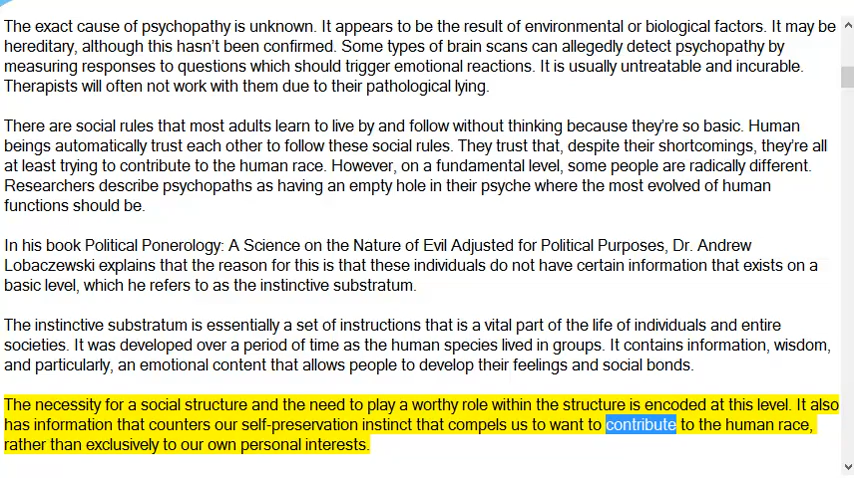 The exact cause of psychopathy is unknown. It appears to be the result of environmental or biological factors. It may be
hereditary, although this hasn't been confirmed. Some types of brain scans can allegedly detect psychopathy by
measuring responses to questions which should trigger emotional reactions. It is usually untreatable and incurable.
Therapists will often not work with them due to their pathological lying.
There are social rules that most adults learn to live by and follow without thinking because they're so basic. Human
beings automatically trust each other to follow these social rules. They trust that, despite their shortcomings, they're all
at least trying to contribute to the human race. However, on a fundamental level, some people are radically different.
Researchers describe psychopaths as having an empty hole in their psyche where the most evolved of human
functions should be.
In his book Political Ponerology: A Science on the Nature of Evil Adjusted for Political Purposes, Dr. Andrew
Lobaczewski explains that the reason for this is that these individuals do not have certain information that exists on a
basic level, which he refers to as the instinctive substratum.
The instinctive substratum is essentially a set of instructions that is a vital part of the life of individuals and entire
societies. It was developed over a period of time as the human species lived in groups. It contains information, wisdom,
and particularly, an emotional content that allows people to develop their feelings and social bonds.
The necessity for a social structure and the need to play a worthy role within the structure is encoded at this level. It also
has information that counters our self-preservation instinct that compels us to want to contribute to the human race,
rather than exclusively to our own personal interests.